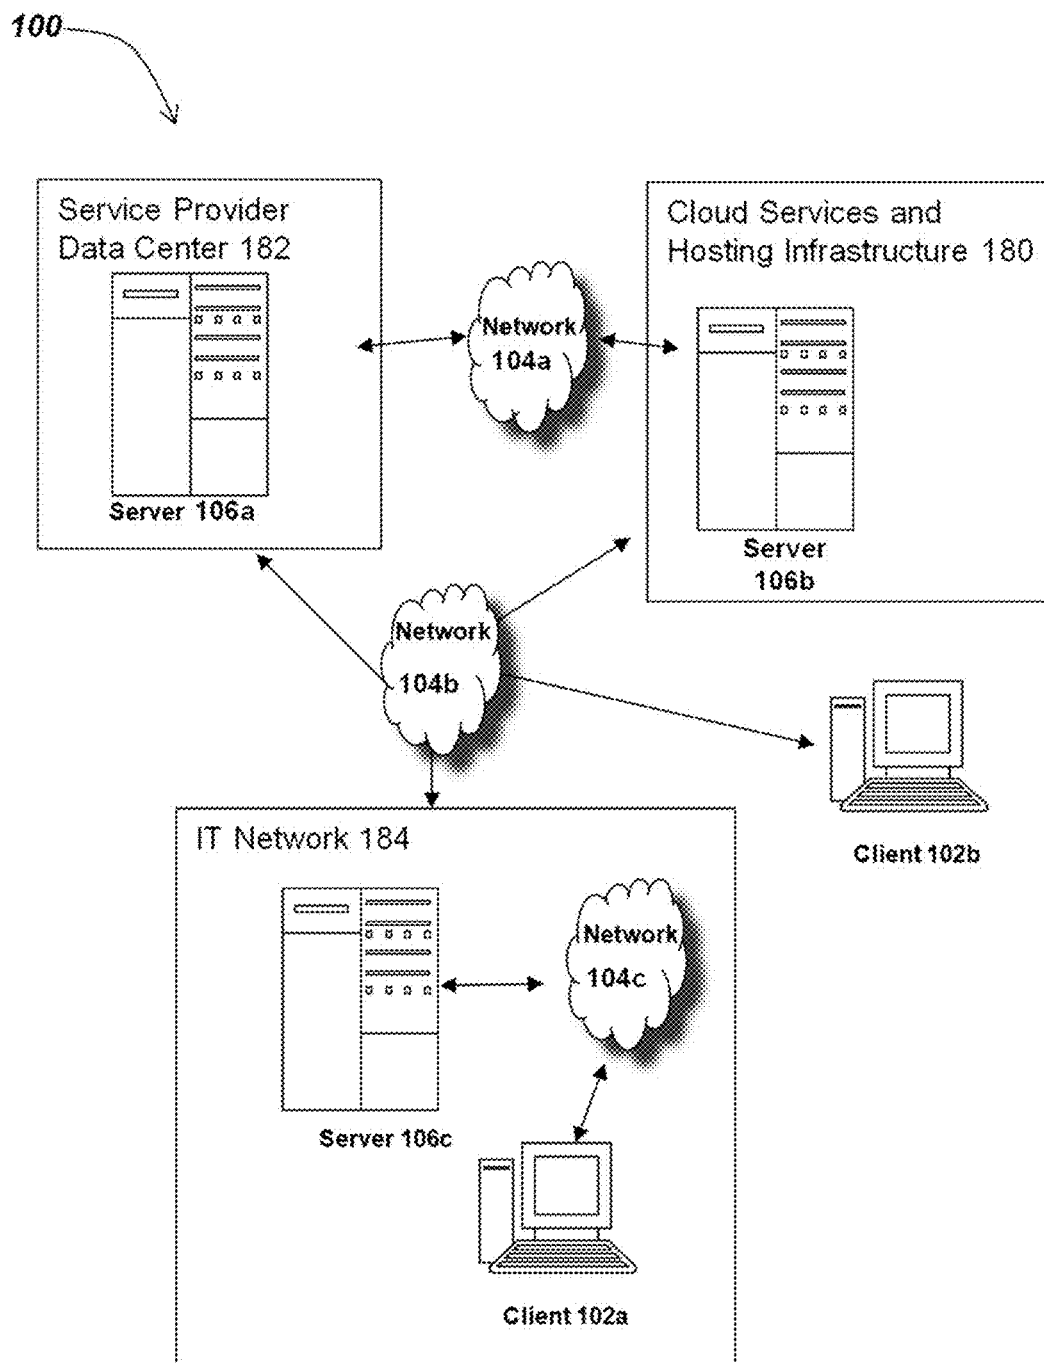 100
Service Provider
Data Center 182
Server 106a
Network
104a
Cloud Services and
Hosting Infrastructure 180
Server
106b
Network
104b
Client 102b
IT Network 184
Server 106c
Network
104c
Client 102a